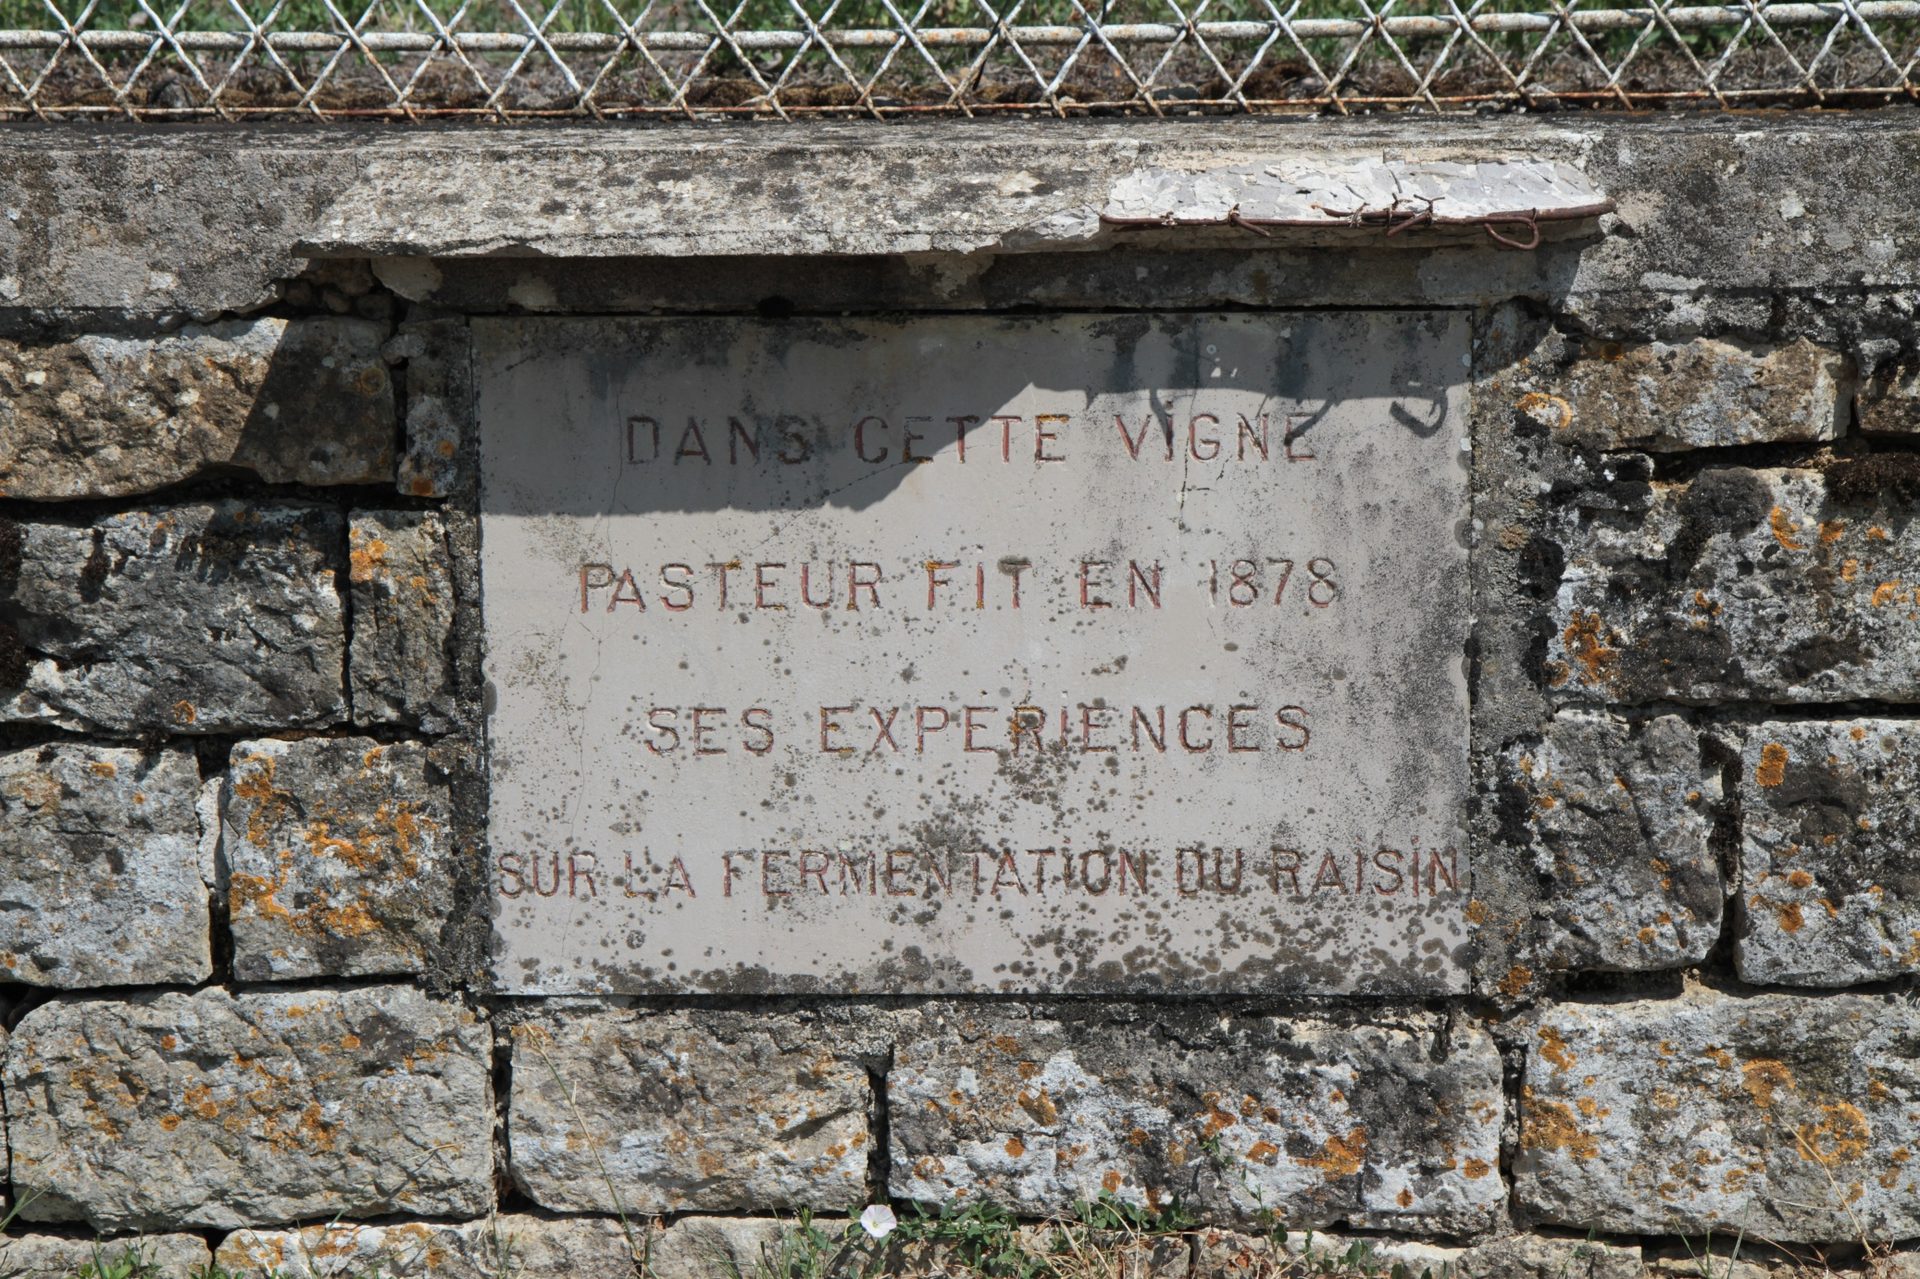 DANS CETTE VIGNE
PASTEUR FIT EN 1878
SES EXPERIENCES
SUR LA FERMENTATION DU RAISIN